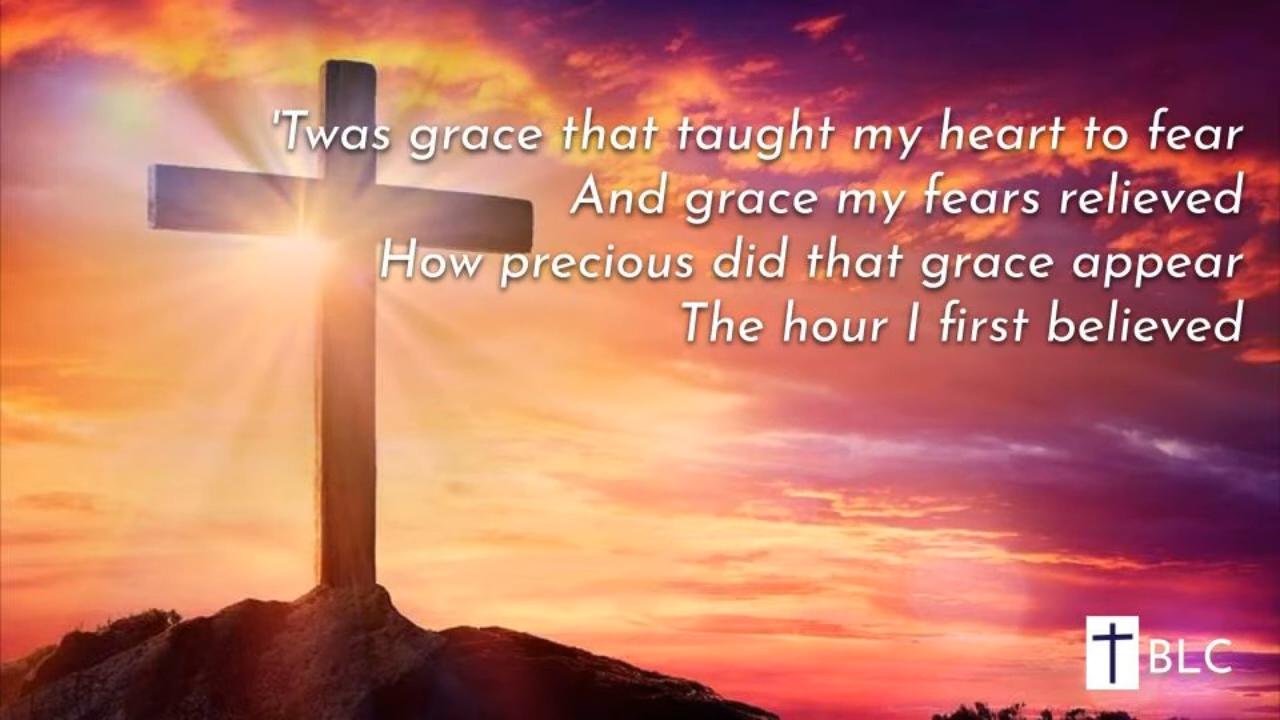 'Twas grace that taught my heart to fear
And grace my fears relieved
How precious did that grace appear
The hour I first believed
BLC